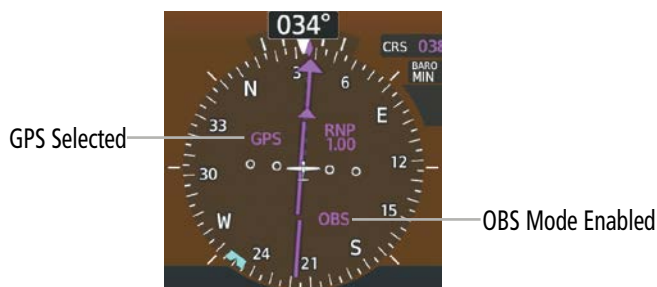 034°
CRS 038
BARO
MIN
3
6
N
E
33
GPS
RNP
1.00
GPS Selected
30
12
W
OBS
15
OBS Mode Enabled
24
21
S